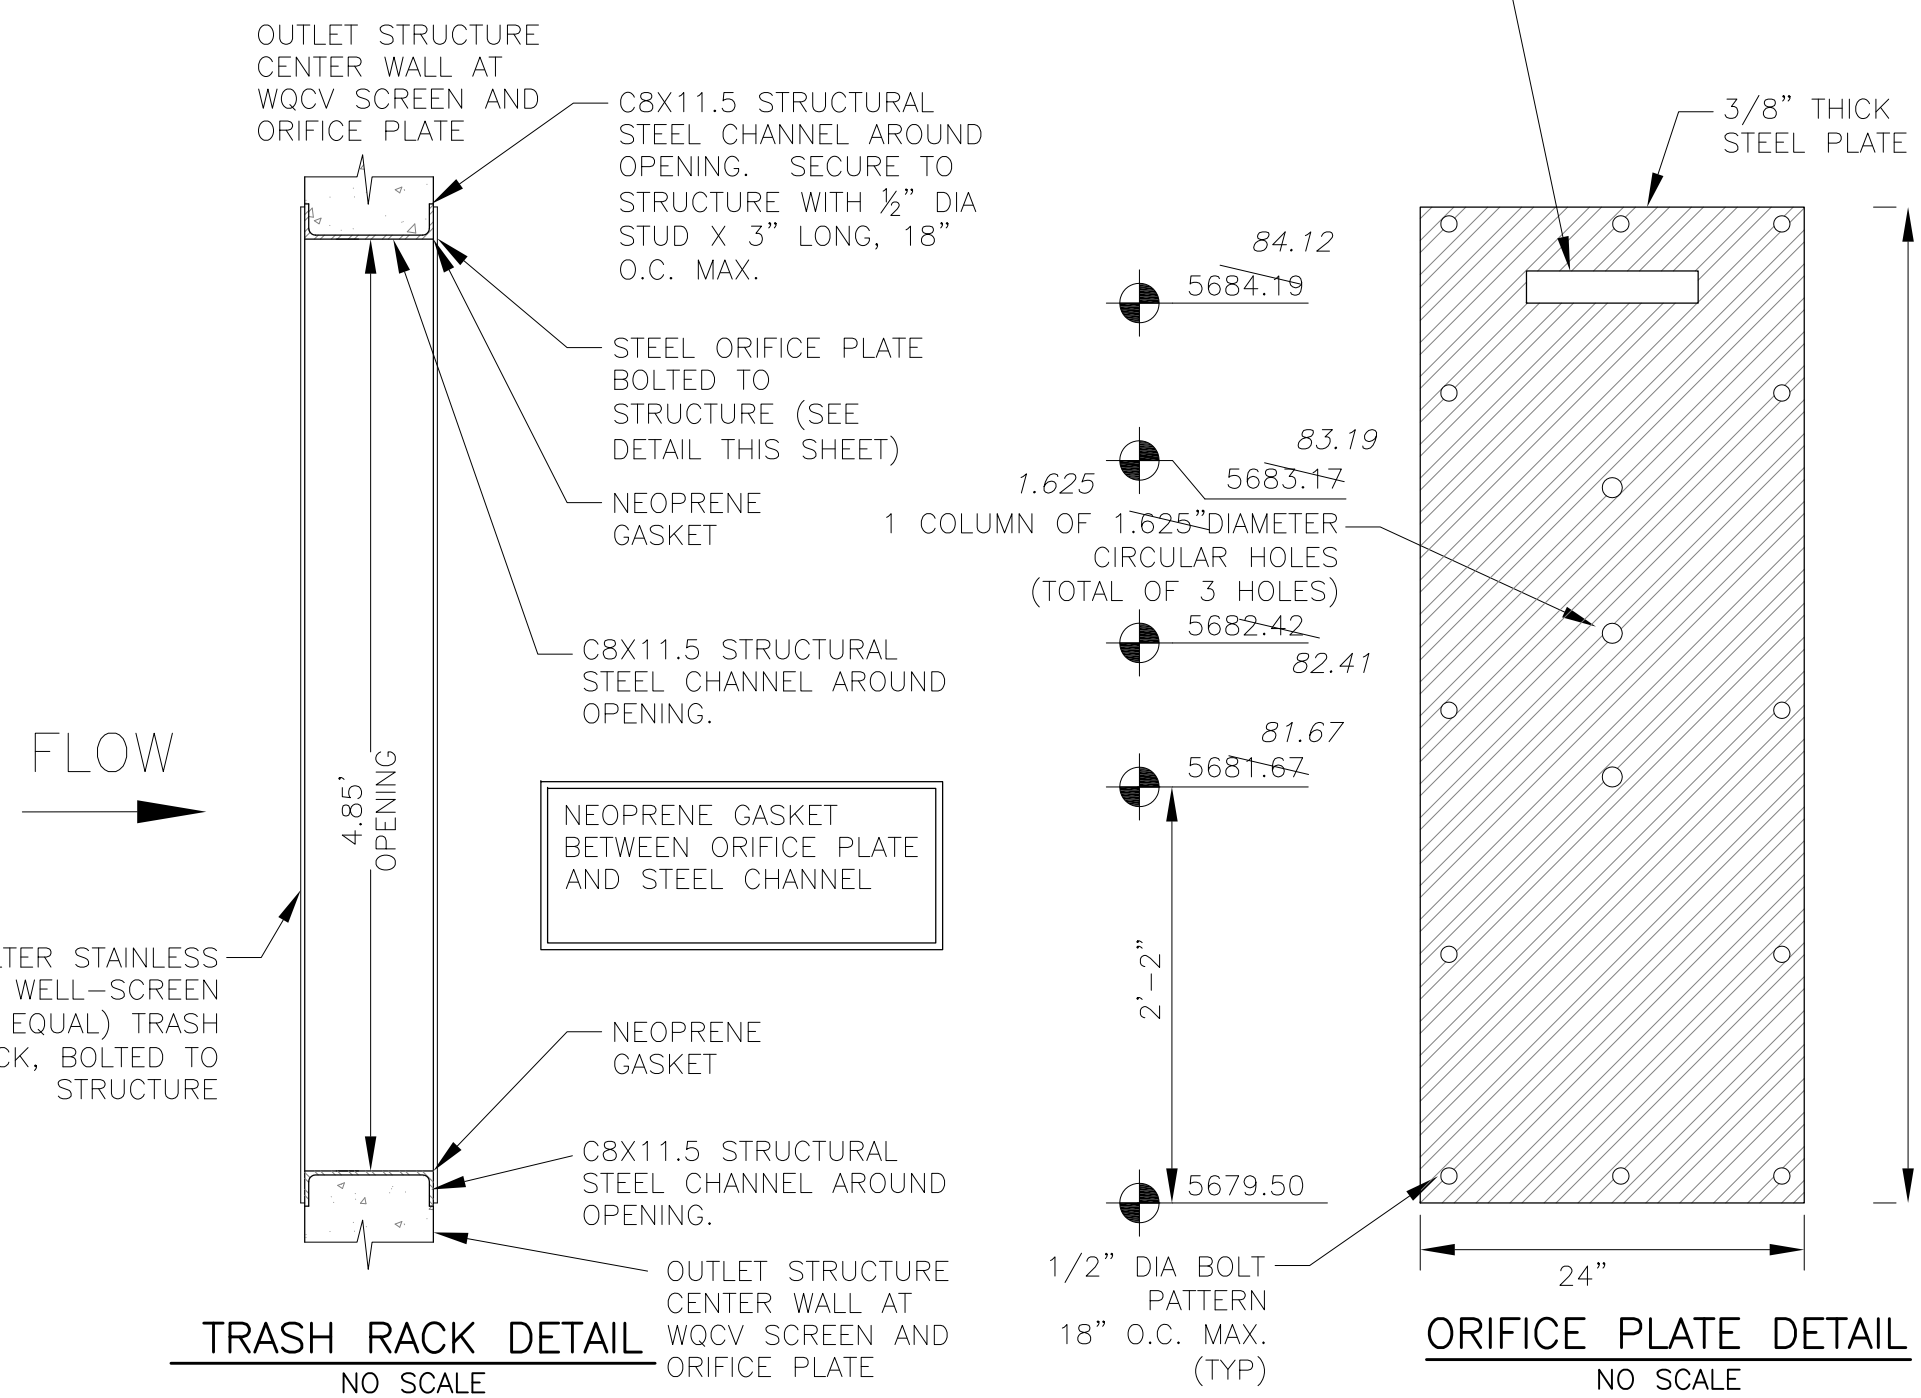 OUTLET STRUCTURE
CENTER WALL AT
WQCV SCREEN AND
ORIFICE PLATE
C8X11.5 STRUCTURAL
STEEL CHANNEL AROUND
OPENING. SECURE TO
STRUCTURE WITH ½" DIA
STUD X 3" LONG, 18"
O.C. MAX.
STEEL ORIFICE PLATE
BOLTED TO
STRUCTURE (SEE
DETAIL THIS SHEET)
NEOPRENE
GASKET
C8X11.5 STRUCTURAL
STEEL CHANNEL AROUND
OPENING.
FLOW
4.85'
OPENING
NEOPRENE GASKET
BETWEEN ORIFICE PLATE
AND STEEL CHANNEL
TER STAINLESS
WELL-SCREEN
EQUAL) TRASH
CK, BOLTED TO
STRUCTURE
NEOPRENE
GASKET
C8X11.5 STRUCTURAL
STEEL CHANNEL AROUND
OPENING.
OUTLET STRUCTURE
CENTER WALL AT
WQCV SCREEN AND
ORIFICE PLATE
TRASH RACK DETAIL
NO SCALE
3/8" THICK
STEEL PLATE
84.12
5684.19
83.19
5683.17
1.625
1 COLUMN OF 1.625"DIAMETER
CIRCULAR HOLES
(TOTAL OF 3 HOLES)
5682.42
82.41
81.67
5681.67
2'-2"
5679.50
1/2" DIA BOLT
PATTERN
18" O.C. MAX.
(TYP)
24"
ORIFICE PLATE DETAIL
NO SCALE